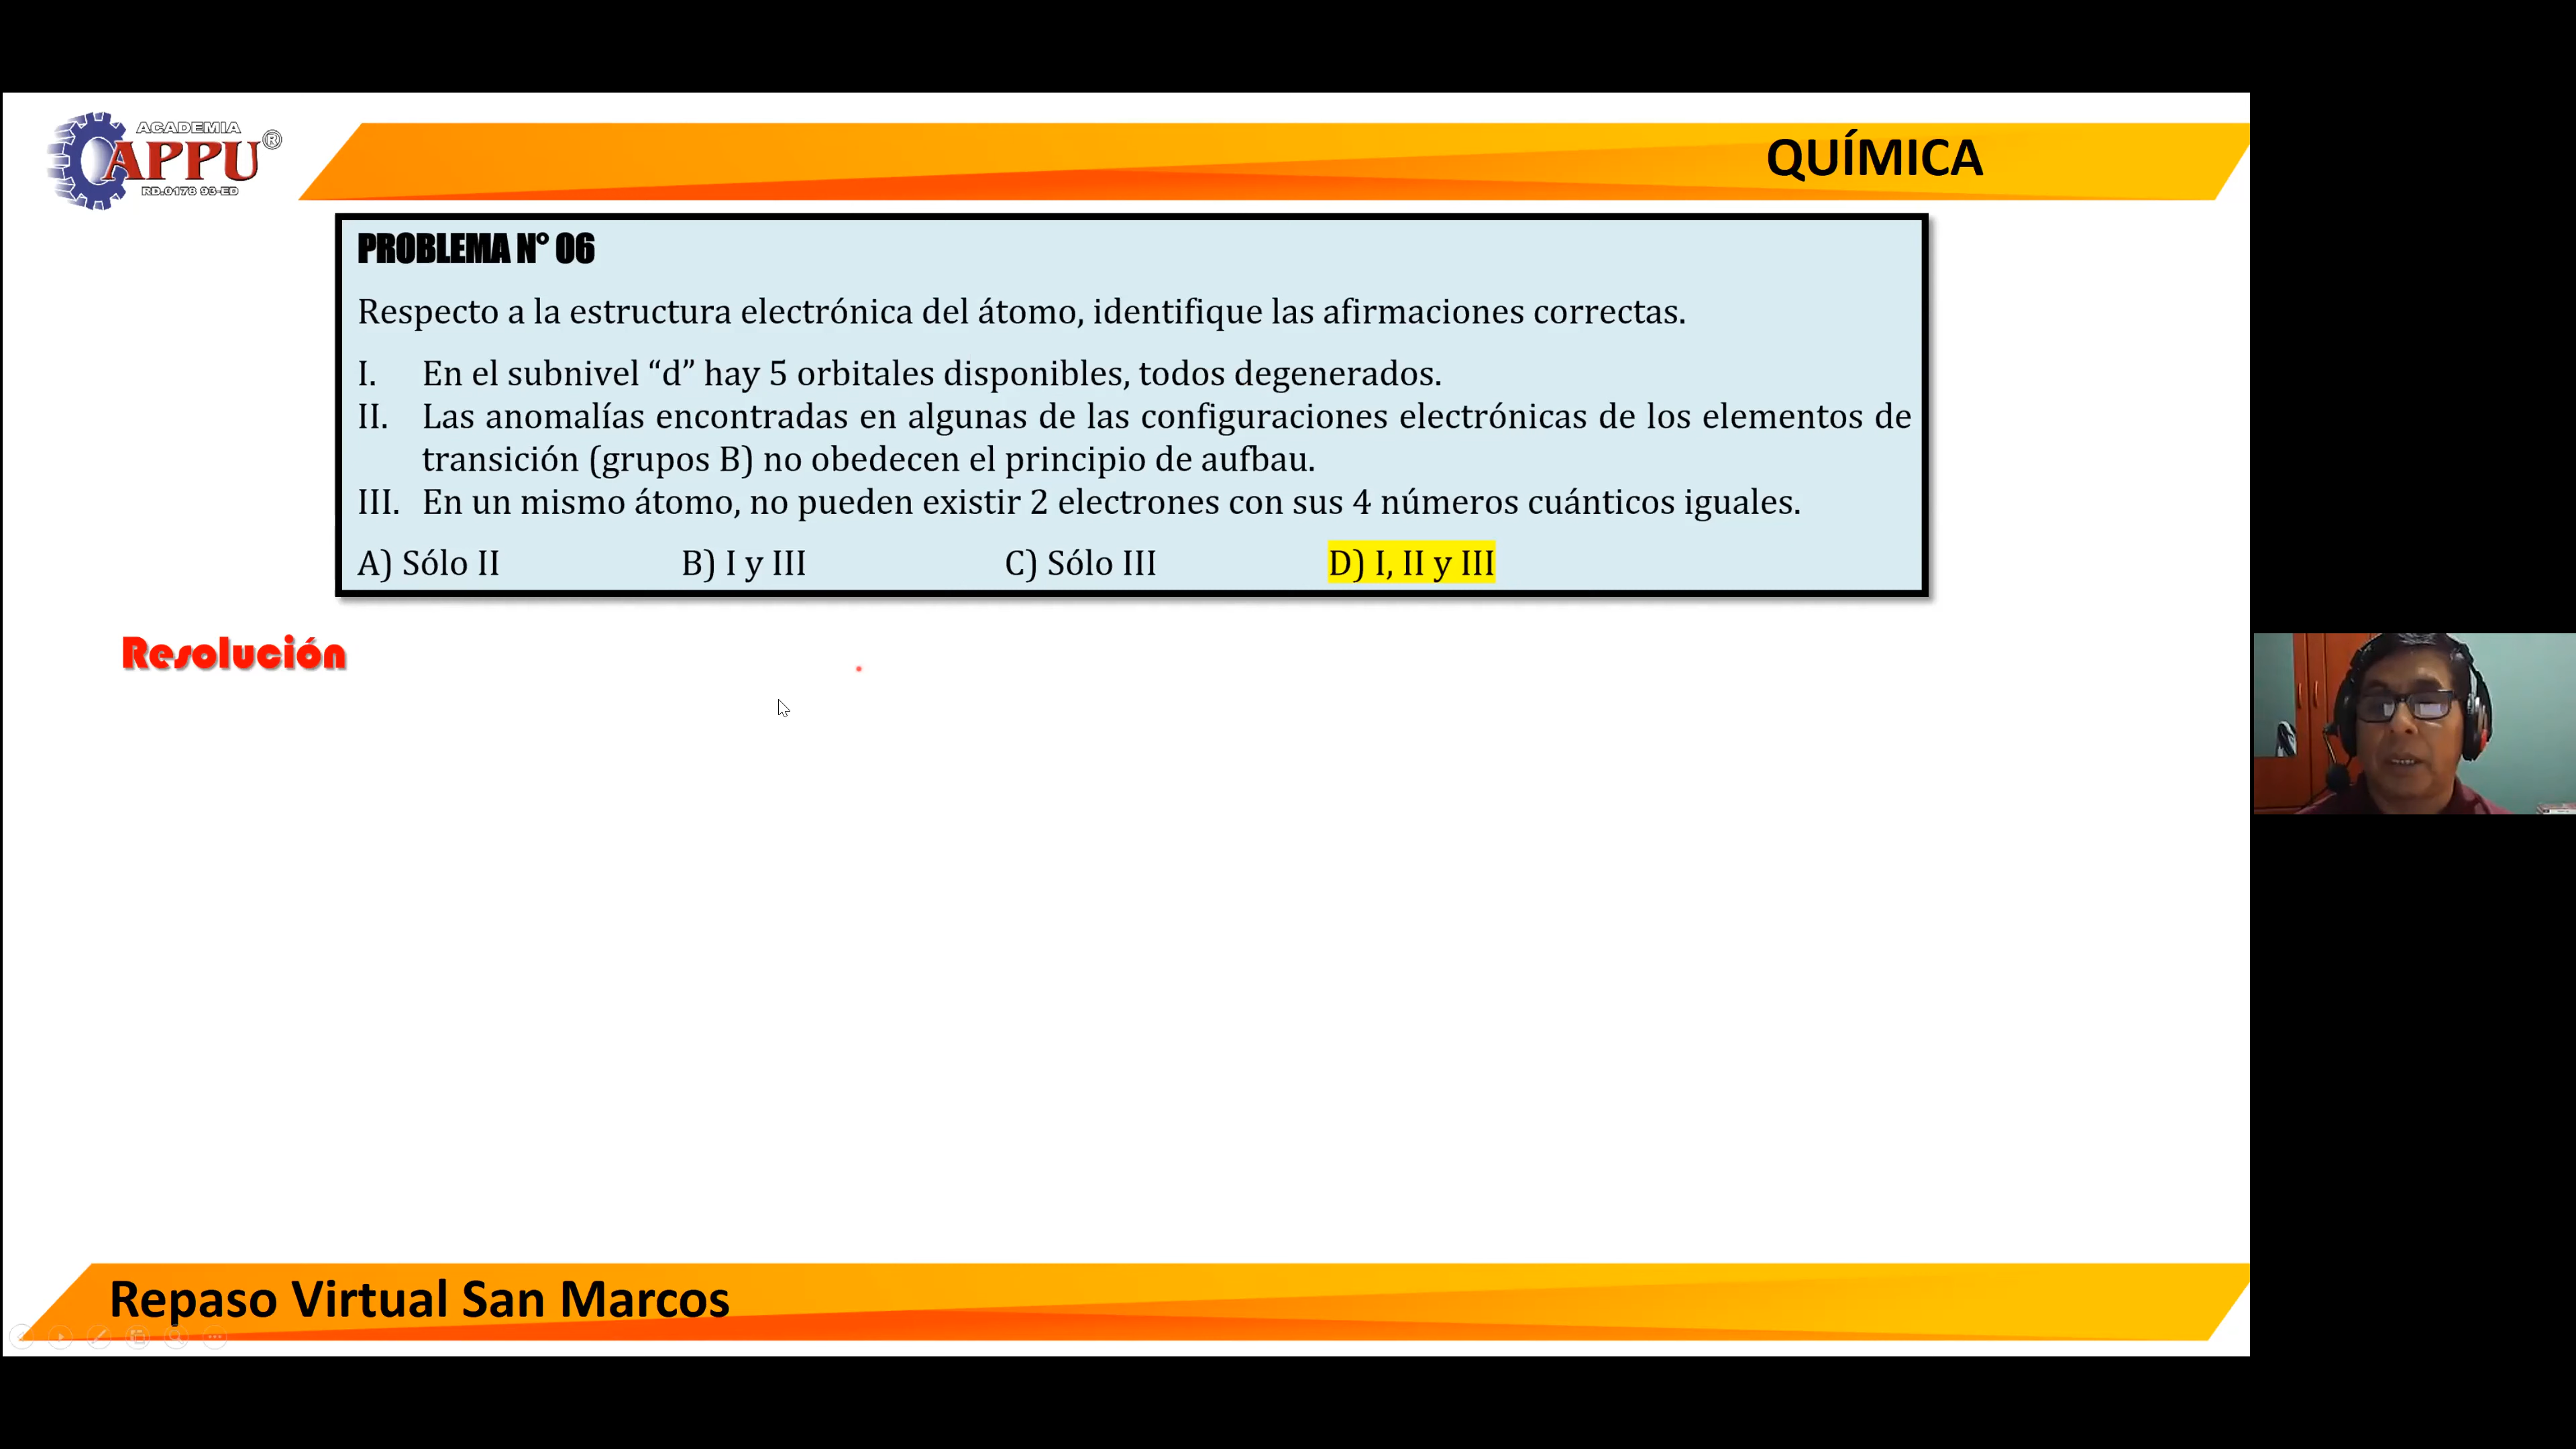 ACADEMIA
APPU®
RD.0178 93-ED
QUÍMICA
PROBLEMA N° 06
Respecto a la estructura electrónica del átomo, identifique las afirmaciones correctas.
I. En el subnivel “d” hay 5 orbitales disponibles, todos degenerados.
II. Las anomalías encontradas en algunas de las configuraciones electrónicas de los elementos de
transición (grupos B) no obedecen el principio de aufbau.
III. En un mismo átomo, no pueden existir 2 electrones con sus 4 números cuánticos iguales.
A) Sólo II B) I y III C) Sólo III D) I, II y III
Resolución
Repaso Virtual San Marcos